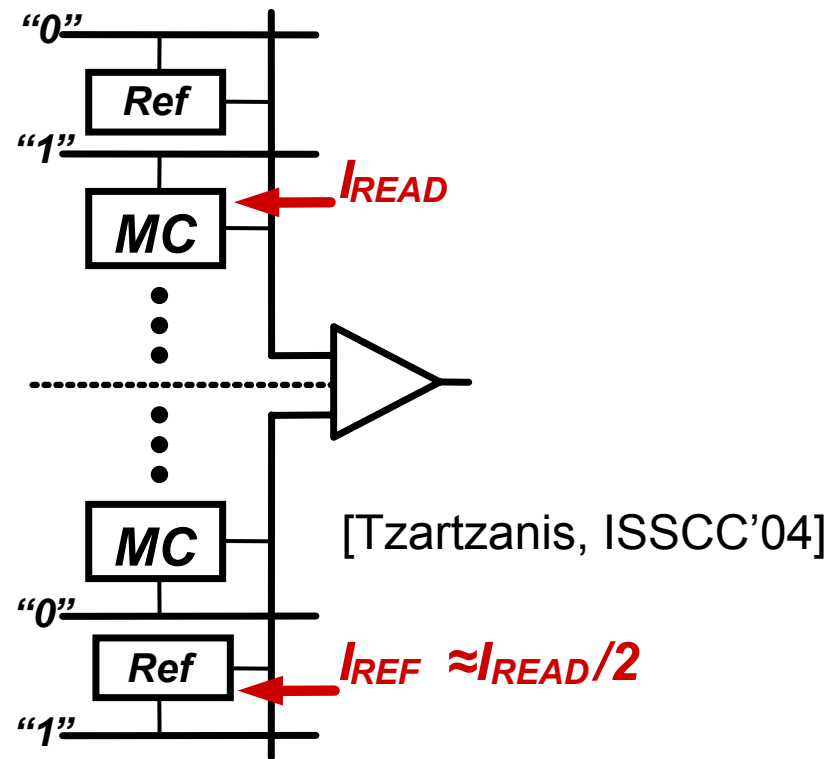 “0”
Ref
“1”
IREAD
MC
MC
[Tzartzanis, ISSCC’04]
“0”
Ref
IREF ≈IREAD/2
“1”